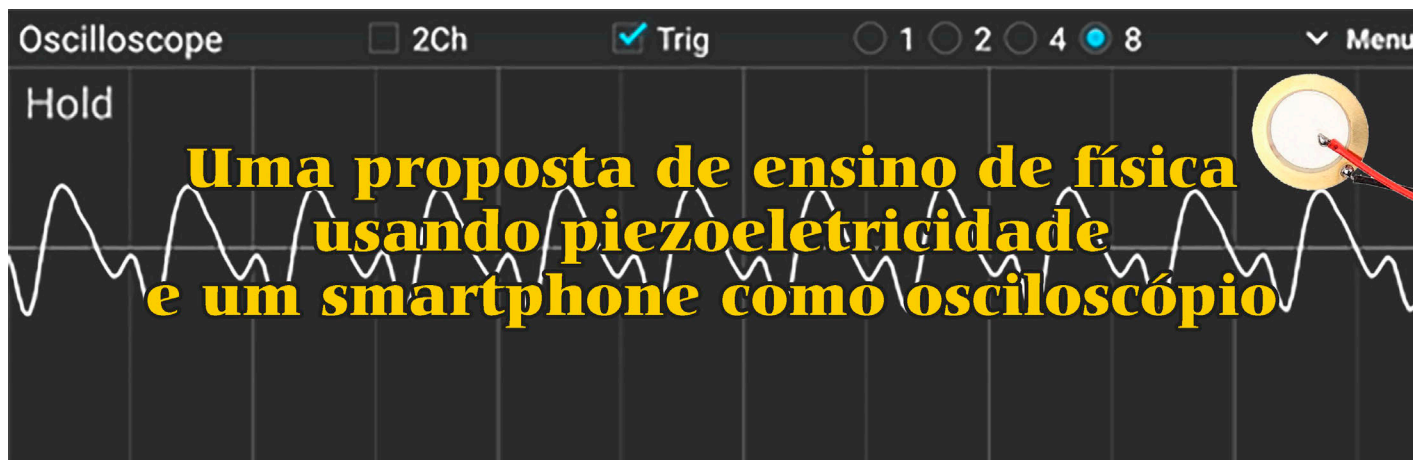 Oscilloscope 2Ch Trig 1 2 4 8 Menu
Hold
Uma proposta de ensino de física
usando piezoeletricidade
e um smartphone como osciloscópio